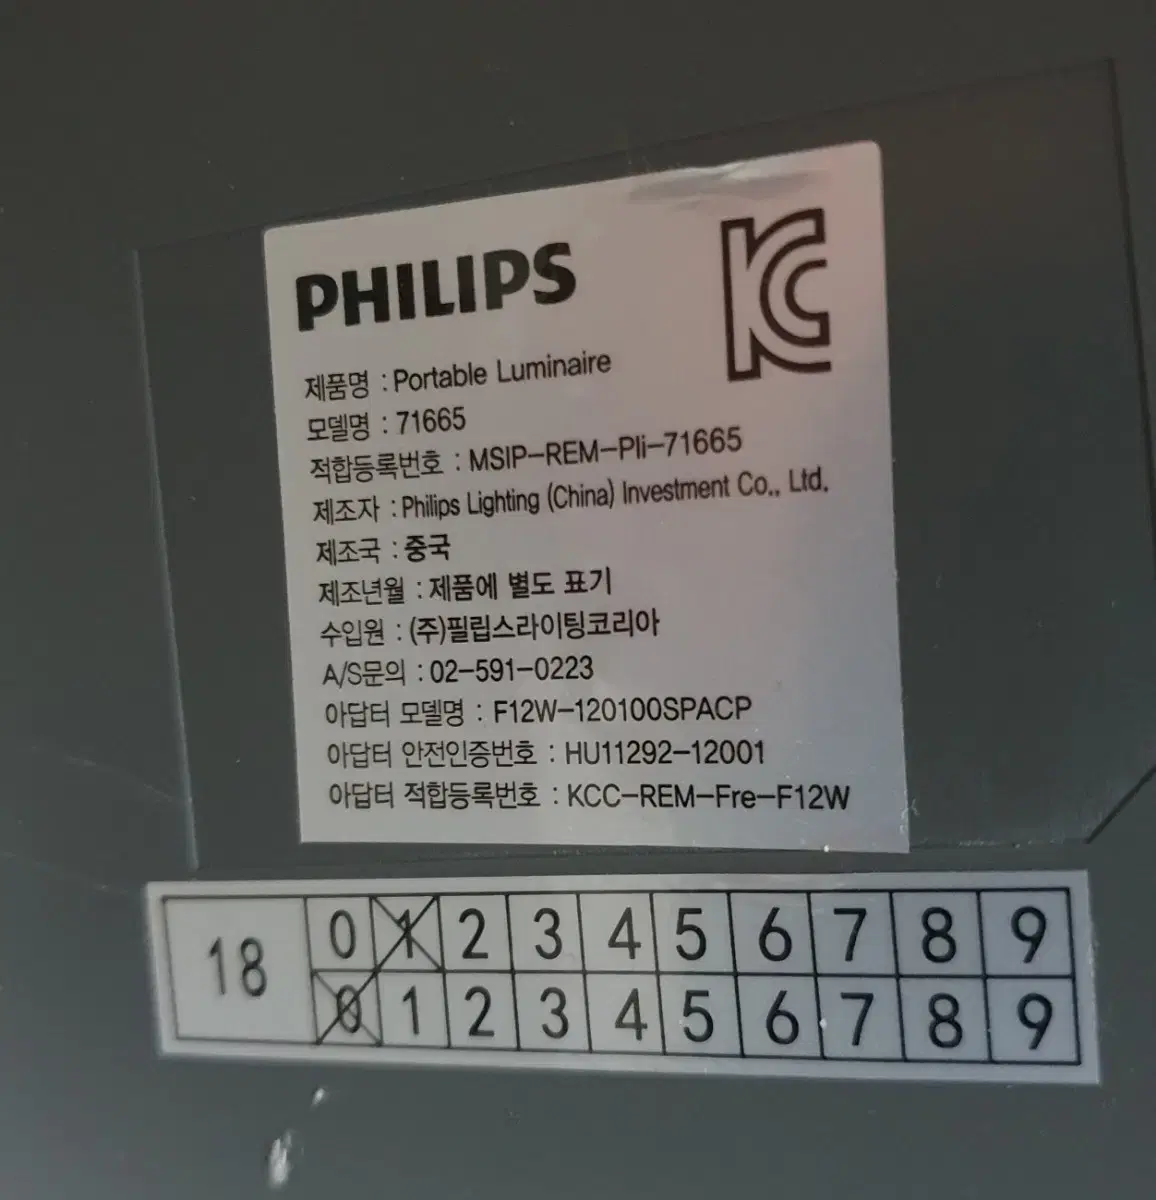 PHILIPS
제품명 : Portable Luminaire
모델명 : 71665
적합등록번호 : MSIP-REM-Pli-71665
제조자 : Philips Lighting (China) Investment Co., Ltd.
제조국 : 중국
제조년월 : 제품에 별도 표기
수입원 : (주)필립스라이팅코리아
A/S문의 : 02-591-0223
아답터 모델명 : F12W-120100SPACP
아답터 안전인증번호 : HU11292-12001
아답터 적합등록번호 : KCC-REM-Fre-F12W
18
0 1 2 3 4 5 6 7 8 9
0 1 2 3 4 5 6 7 8 9